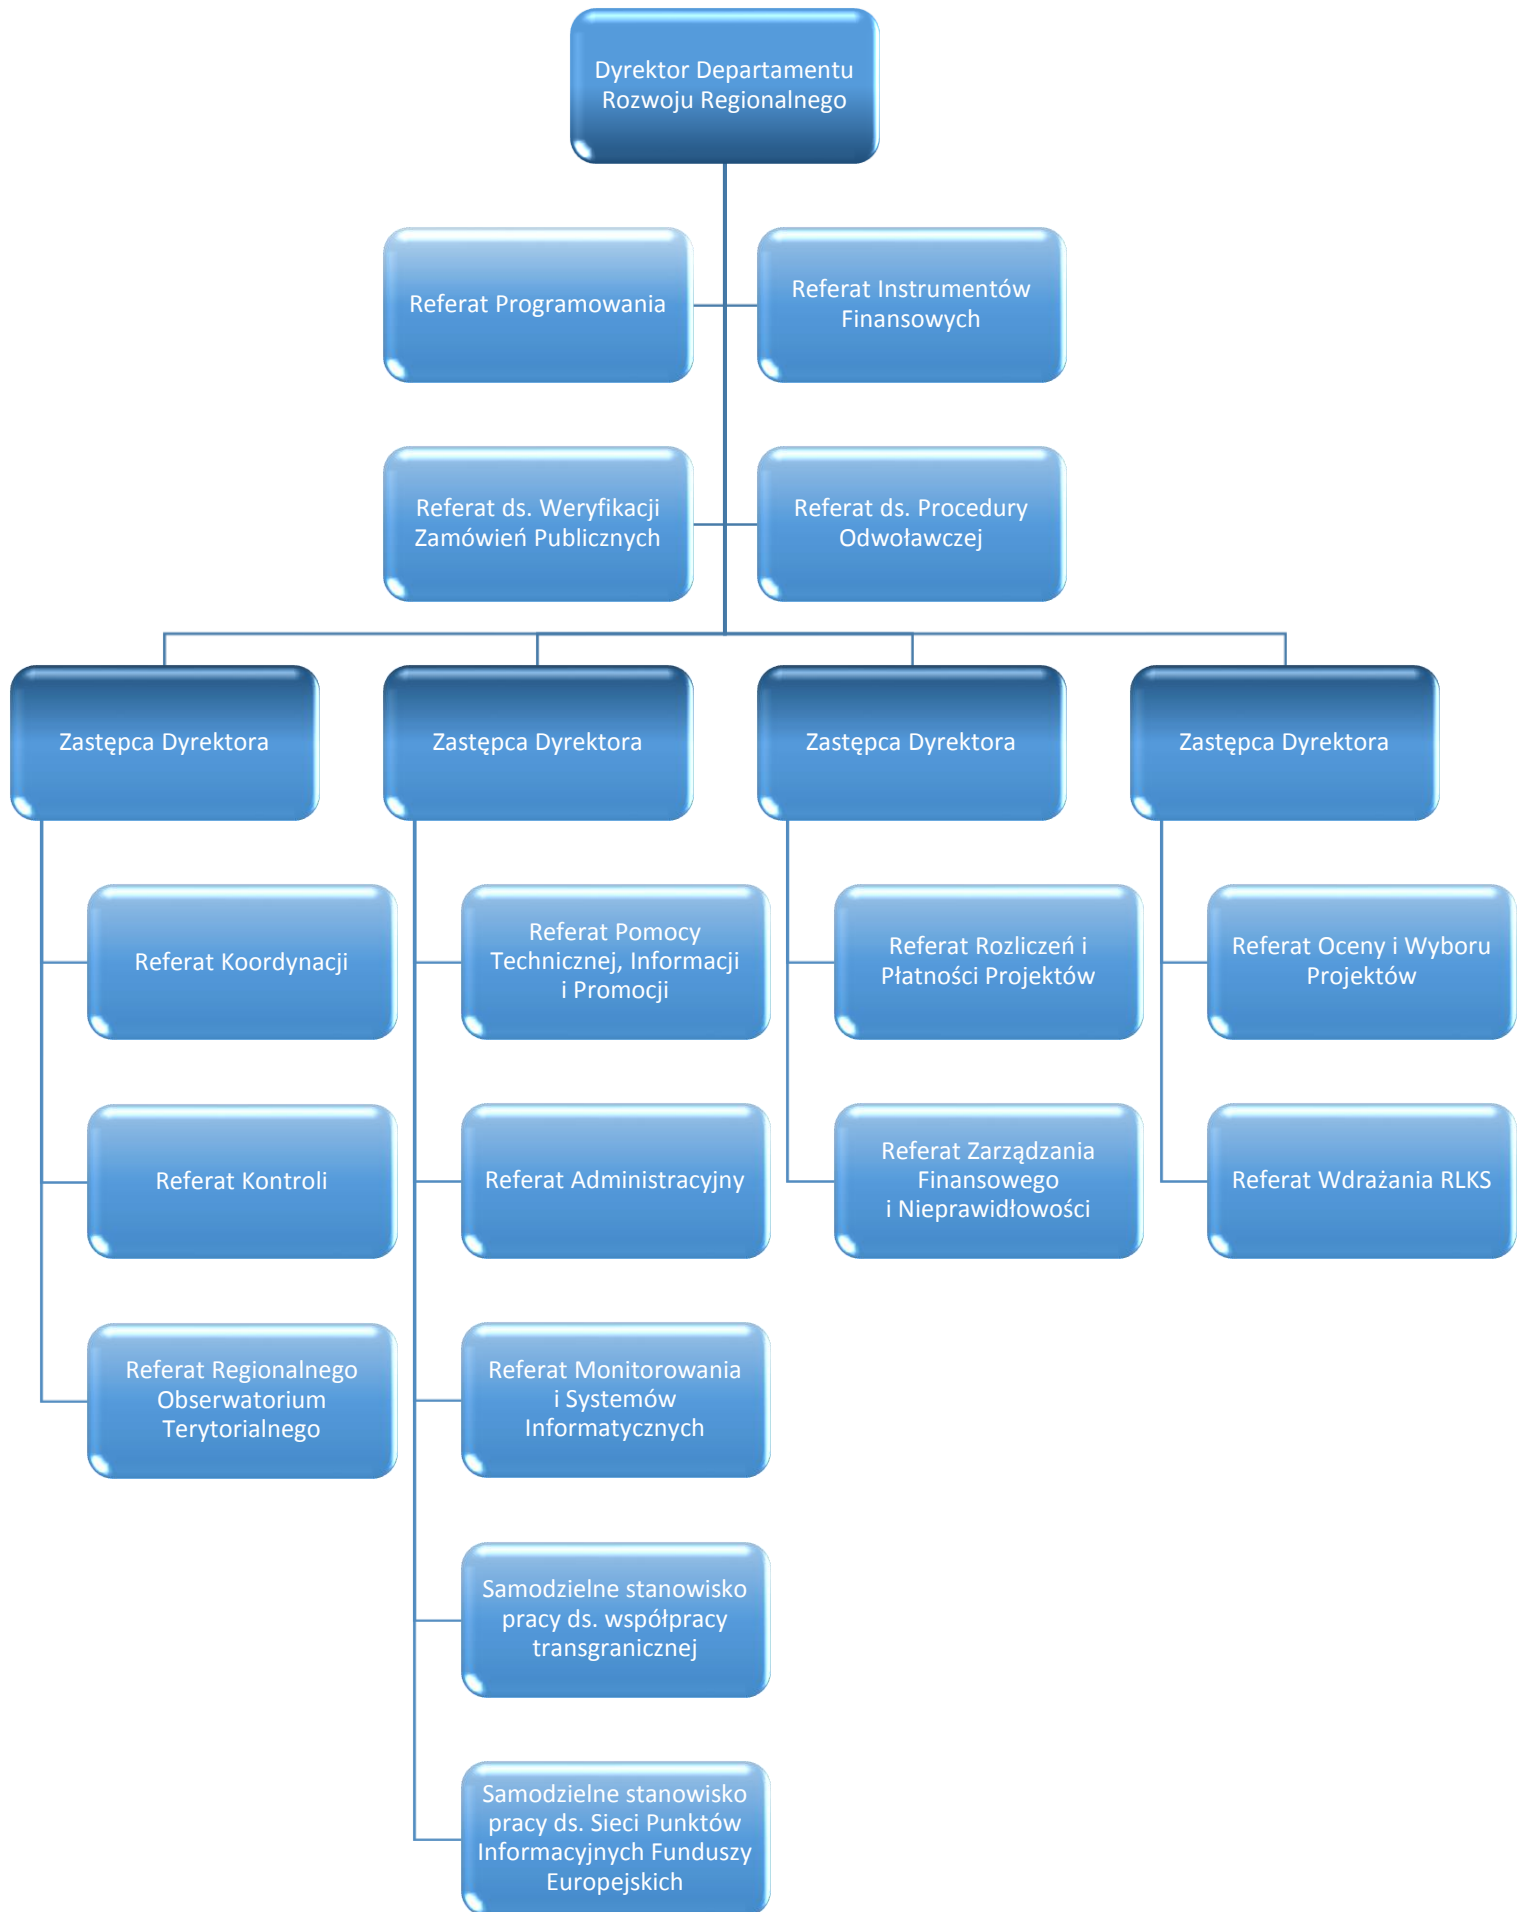 Dyrektor Departamentu
Rozwoju Regionalnego
Referat Programowania
Referat Instrumentów
Finansowych
Referat ds. Weryfikacji
Zamówień Publicznych
Referat ds. Procedury
Odwoławczej
Zastępca Dyrektora
Zastępca Dyrektora
Zastępca Dyrektora
Zastępca Dyrektora
Referat Koordynacji
Referat Kontroli
Referat Regionalnego
Obserwatorium
Terytorialnego
Referat Pomocy
Technicznej, Informacji
i Promocji
Referat Administracyjny
Referat Monitorowania
i Systemów
Informatycznych
Samodzielne stanowisko
pracy ds. współpracy
transgranicznej
Samodzielne stanowisko
pracy ds. Sieci Punktów
Informacyjnych Funduszy
Europejskich
Referat Rozliczeń i
Płatności Projektów
Referat Zarządzania
Finansowego
i Nieprawidłowości
Referat Oceny i Wyboru
Projektów
Referat Wdrażania RLKS